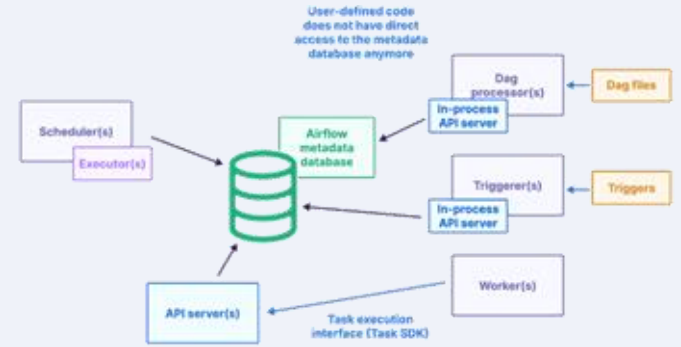 User-defined code
does not have direct
access to the metadata
database anymore
Dag
processor(s)
Dag files
In-process
API server
Scheduler(s)
Executor(s)
Airflow
metadata
database
Triggerer(s)
Triggers
In-process
API server
Worker(s)
API server(s)
Task execution
interface (Task SDK)